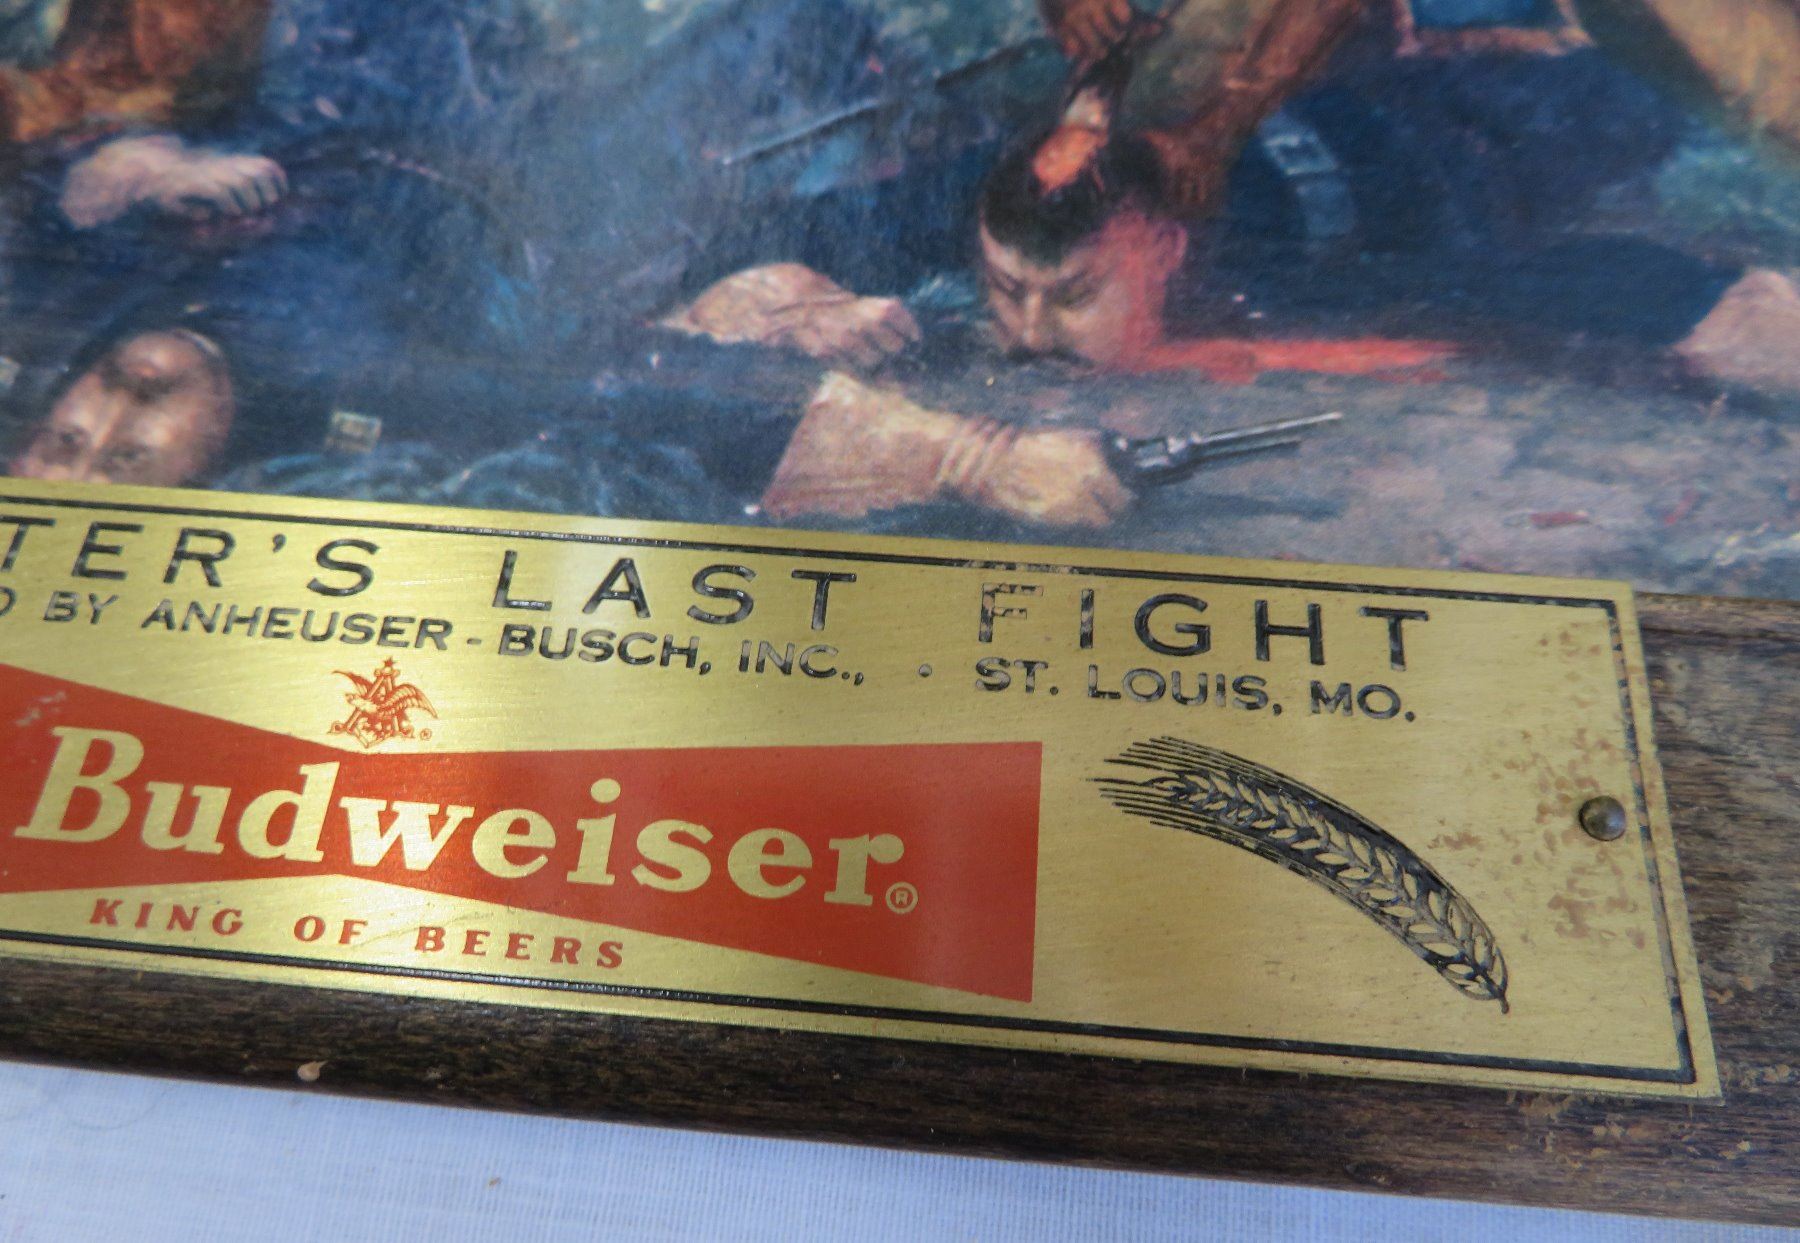 TER'S LAST FIGHT
BY ANHEUSER-BUSCH, INC., · ST. LOUIS, MO.
A
®
Budweiser®
KING OF BEERS